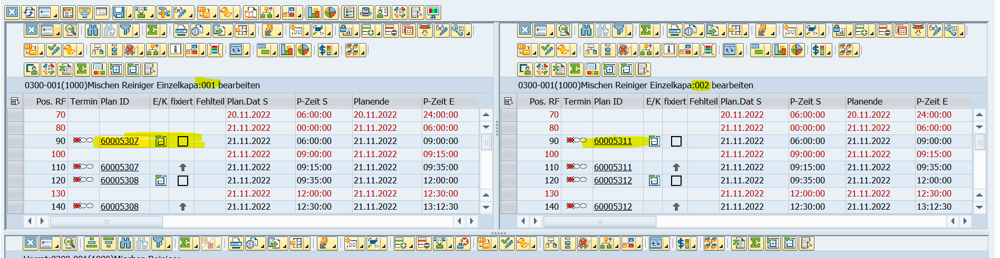 0300-001(1000)Mischen Reiniger Einzelkapa:001 bearbeiten
Pos. RF Termin Plan ID E/K fixiert Fehlteil Plan.Dat S P-Zeit S Planende P-Zeit E
70 20.11.2022 06:00:00 20.11.2022 24:00:00
80 21.11.2022 00:00:00 21.11.2022 06:00:00
90 60005307 21.11.2022 06:00:00 21.11.2022 09:00:00
100 21.11.2022 09:00:00 21.11.2022 09:15:00
110 60005307 21.11.2022 09:15:00 21.11.2022 09:35:00
120 60005308 21.11.2022 09:35:00 21.11.2022 12:00:00
130 21.11.2022 12:00:00 21.11.2022 12:30:00
140 60005308 21.11.2022 12:30:00 21.11.2022 13:12:30
0300-001(1000)Mischen Reiniger Einzelkapa:002 bearbeiten
Pos. RF Termin Plan ID E/K fixiert Fehlteil Plan.Dat S P-Zeit S Planende P-Zeit E
70 20.11.2022 06:00:00 20.11.2022 24:00:00
80 21.11.2022 00:00:00 21.11.2022 06:00:00
90 60005311 21.11.2022 06:00:00 21.11.2022 09:00:00
100 21.11.2022 09:00:00 21.11.2022 09:15:00
110 60005311 21.11.2022 09:15:00 21.11.2022 09:35:00
120 60005312 21.11.2022 09:35:00 21.11.2022 12:00:00
130 21.11.2022 12:00:00 21.11.2022 12:30:00
140 60005312 21.11.2022 12:30:00 21.11.2022 13:12:30
Vorrat:0300-001(1000)Mischen Reiniger